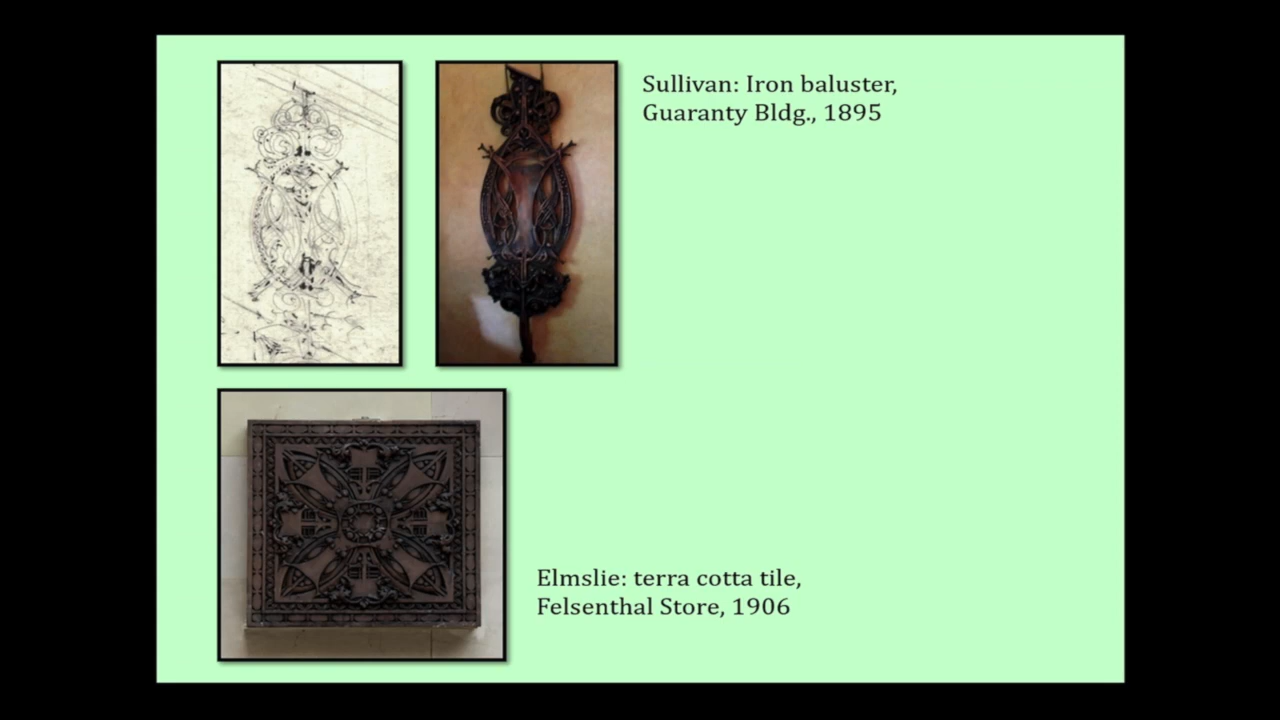 Sullivan: Iron baluster,
Guaranty Bldg., 1895
Elmslie: terra cotta tile,
Felsenthal Store, 1906